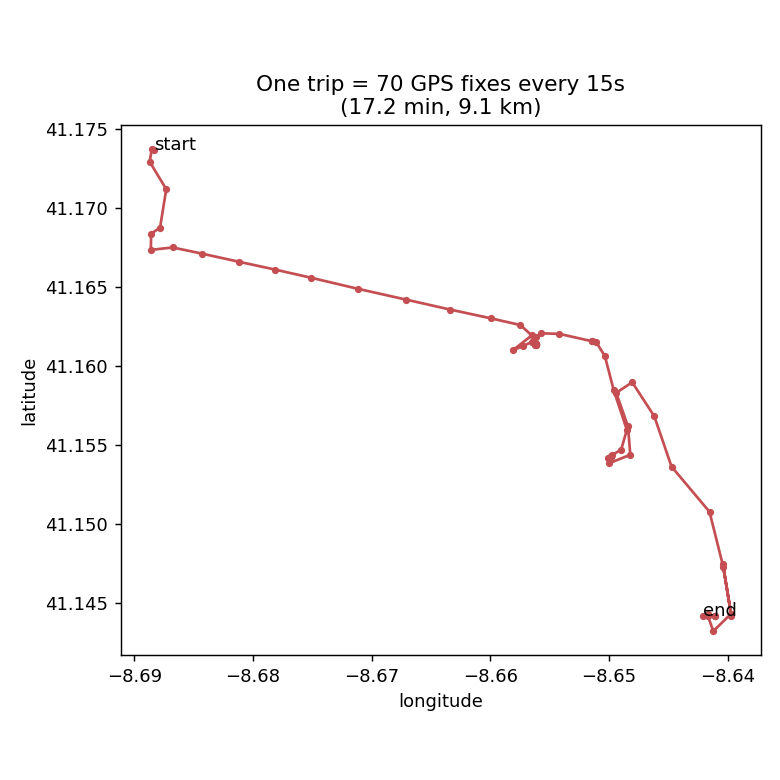 One trip = 70 GPS fixes every 15s
(17.2 min, 9.1 km)
41.175
start
41.170
41.165
41.160
41.155
41.150
41.145
end
latitude
−8.69 −8.68 −8.67 −8.66 −8.65 −8.64
longitude